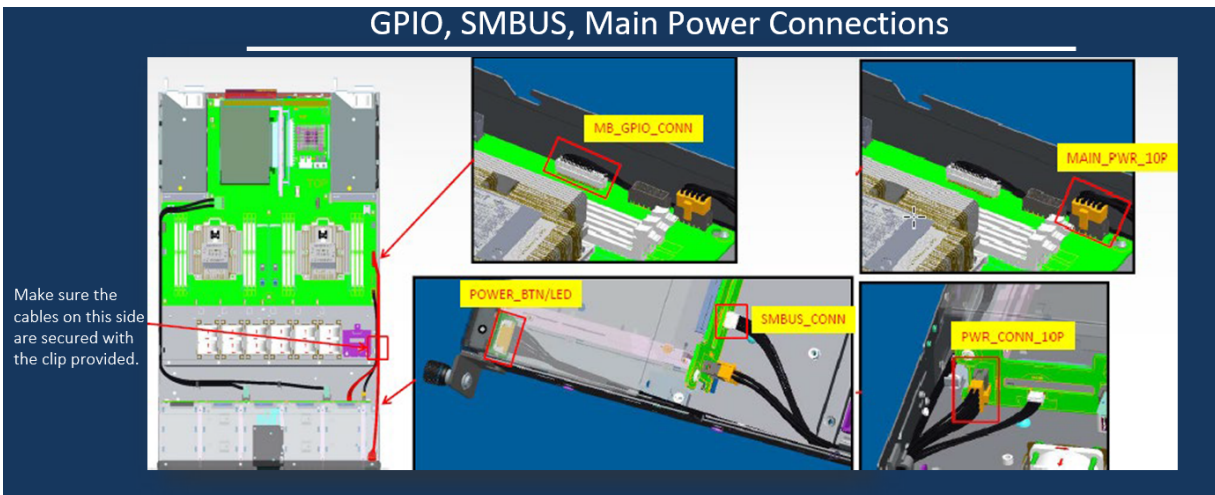 GPIO, SMBUS, Main Power Connections
MB_GPIO_CONN
MAIN_PWR_10P
TOP
Make sure the
cables on this side
are secured with
the clip provided.
POWER_BTN/LED
SMBUS_CONN
PWR_CONN_10P